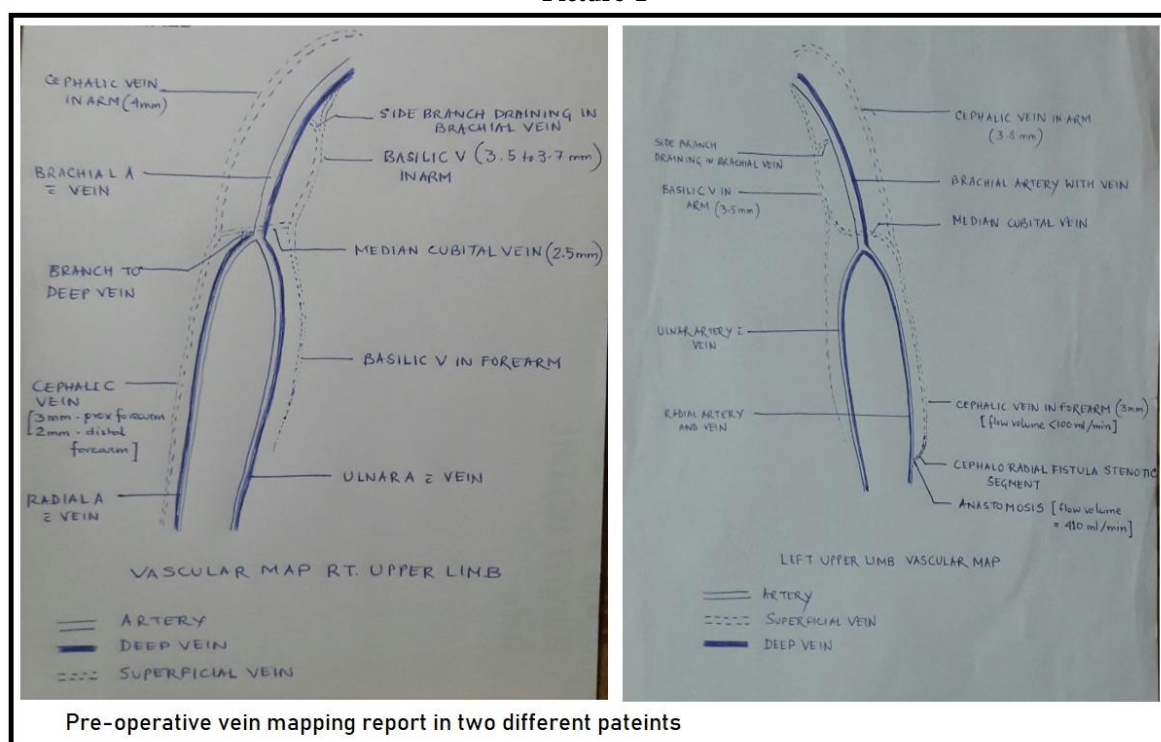 CEPHALIC VEIN
IN ARM (4mm)
SIDE BRANCH DRAINING IN
BRACHIAL VEIN
BASILIC V (3.5 to 3.7 mm)
IN ARM
BRACHIAL A
= VEIN
MEDIAN CUBITAL VEIN (2.5mm)
BRANCH TO
DEEP VEIN
BASILIC V IN FOREARM
CEPHALIC
VEIN
[3mm - prox forearm
2mm - distal
forearm]
ULNAR A = VEIN
RADIAL A
= VEIN
VASCULAR MAP RT. UPPER LIMB
ARTERY
DEEP VEIN
SUPERFICIAL VEIN
CEPHALIC VEIN IN ARM
(3.8 mm)
SIDE BRANCH
DRAINING IN BRACHIAL VEIN
BRACHIAL ARTERY WITH VEIN
BASILIC V IN
ARM (3.5mm)
MEDIAN CUBITAL VEIN
ULNAR ARTERY =
VEIN
RADIAL ARTERY
AND VEIN
CEPHALIC VEIN IN FOREARM (3mm)
[flow volume <100 ml/min]
CEPHALO RADIAL FISTULA STENOTIC
SEGMENT
ANASTOMOSIS [flow volume
= 410 ml/min]
LEFT UPPER LIMB VASCULAR MAP
ARTERY
SUPERFICIAL VEIN
DEEP VEIN
Pre-operative vein mapping report in two different pateints